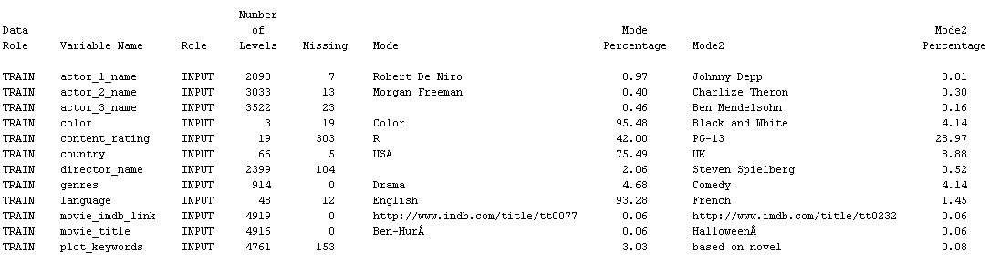 Number
Data of Mode Mode2
Role Variable Name Role Levels Missing Mode Percentage Mode2 Percentage
TRAIN actor_1_name INPUT 2098 7 Robert De Niro 0.97 Johnny Depp 0.81
TRAIN actor_2_name INPUT 3033 13 Morgan Freeman 0.40 Charlize Theron 0.30
TRAIN actor_3_name INPUT 3522 23 0.46 Ben Mendelsohn 0.16
TRAIN color INPUT 3 19 Color 95.48 Black and White 4.14
TRAIN content_rating INPUT 19 303 R 42.00 PG-13 28.97
TRAIN country INPUT 66 5 USA 75.49 UK 8.88
TRAIN director_name INPUT 2399 104 2.06 Steven Spielberg 0.52
TRAIN genres INPUT 914 0 Drama 4.68 Comedy 4.14
TRAIN language INPUT 48 12 English 93.28 French 1.45
TRAIN movie_imdb_link INPUT 4919 0 http://www.imdb.com/title/tt0077 0.06 http://www.imdb.com/title/tt0232 0.06
TRAIN movie_title INPUT 4916 0 Ben-HurÂ 0.06 HalloweenÂ 0.06
TRAIN plot_keywords INPUT 4761 153 3.03 based on novel 0.08